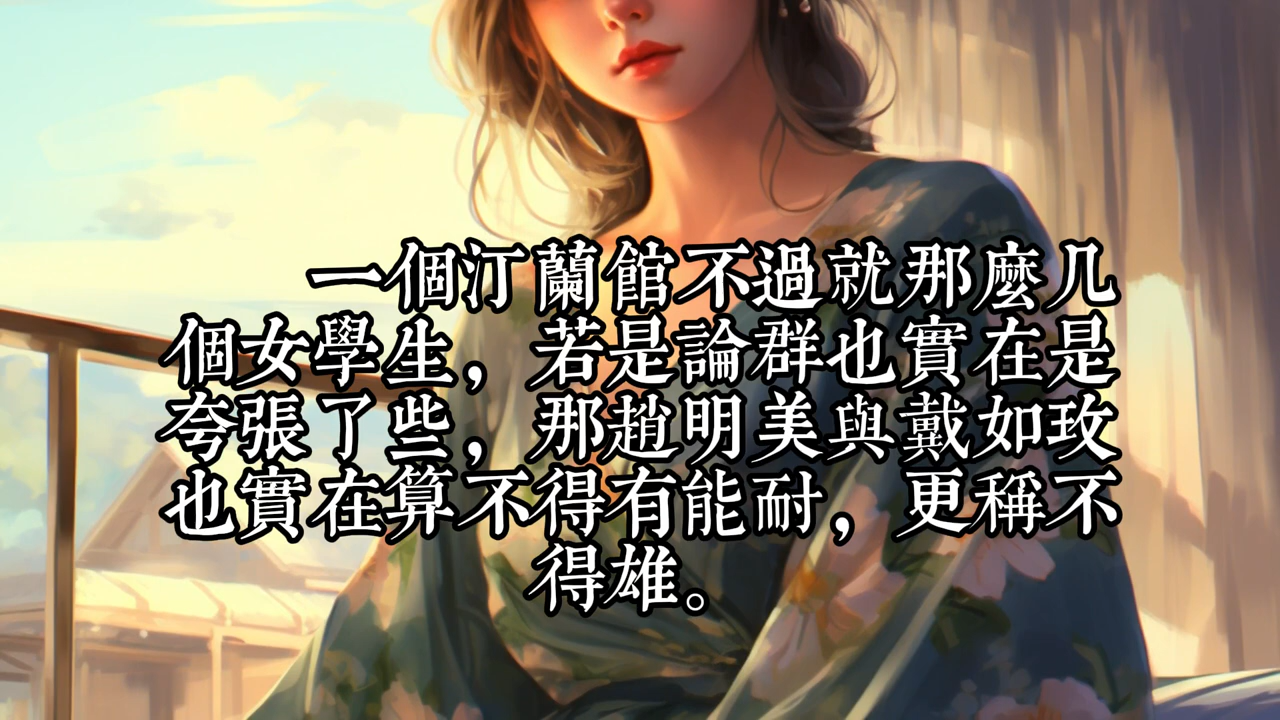 一個汀蘭館不過就那麼几
個女學生，若是論群也實在是
夸張了些，那趙明美與戴如玫
也實在算不得有能耐，更稱不
得雄。